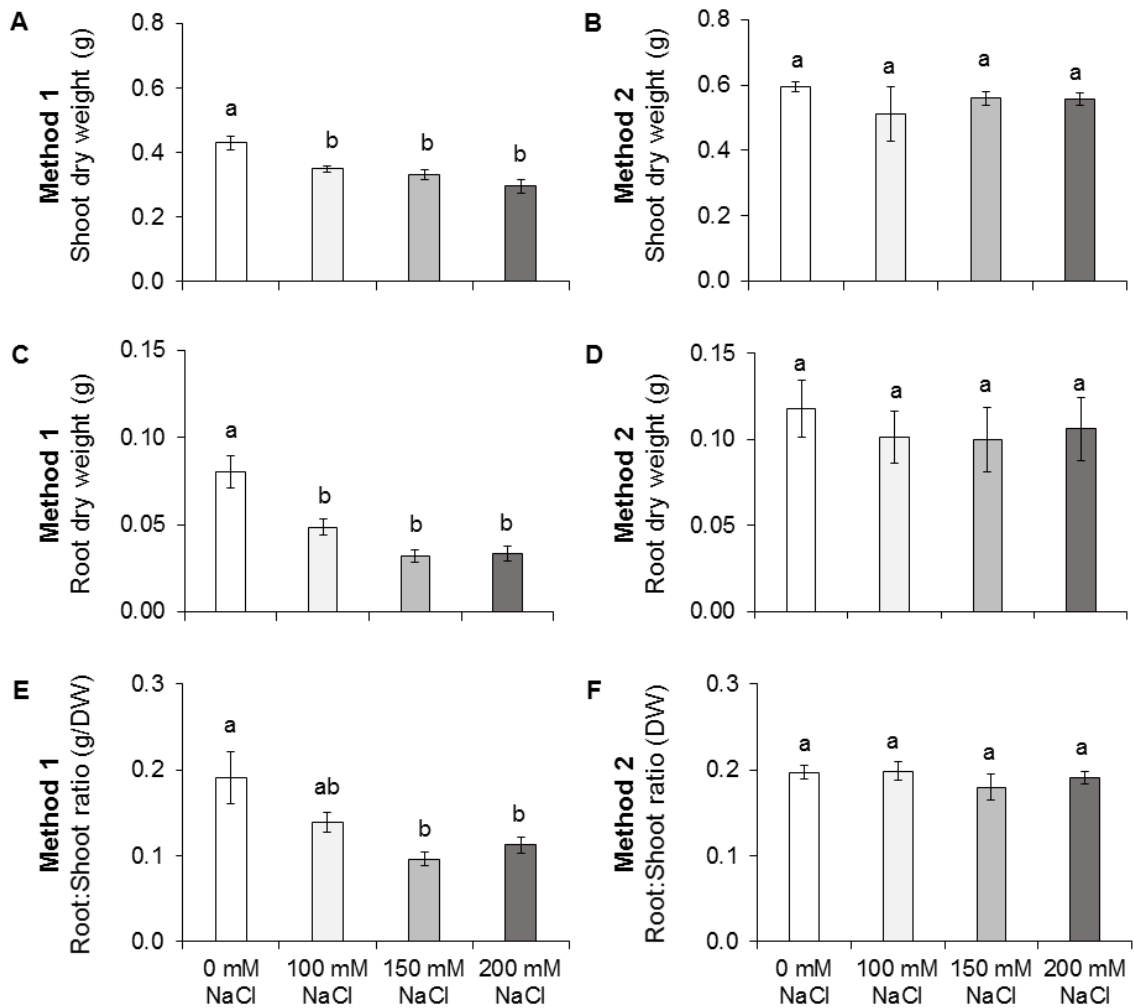 A
Method 1
Shoot dry weight (g)
0.8
0.6
0.4
0.2
0.0
a
b
b
b
B
Method 2
Shoot dry weight (g)
0.8
0.6
0.4
0.2
0.0
a
a
a
a
C
Method 1
Root dry weight (g)
0.15
0.10
0.05
0.00
a
b
b
b
D
Method 2
Root dry weight (g)
0.15
0.10
0.05
0.00
a
a
a
a
E
Method 1
Root:Shoot ratio (g/DW)
0.3
0.2
0.1
0.0
a
ab
b
b
0 mM 100 mM 150 mM 200 mM
NaCl NaCl NaCl NaCl
F
Method 2
Root:Shoot ratio (DW)
0.3
0.2
0.1
0.0
a
a
a
a
0 mM 100 mM 150 mM 200 mM
NaCl NaCl NaCl NaCl